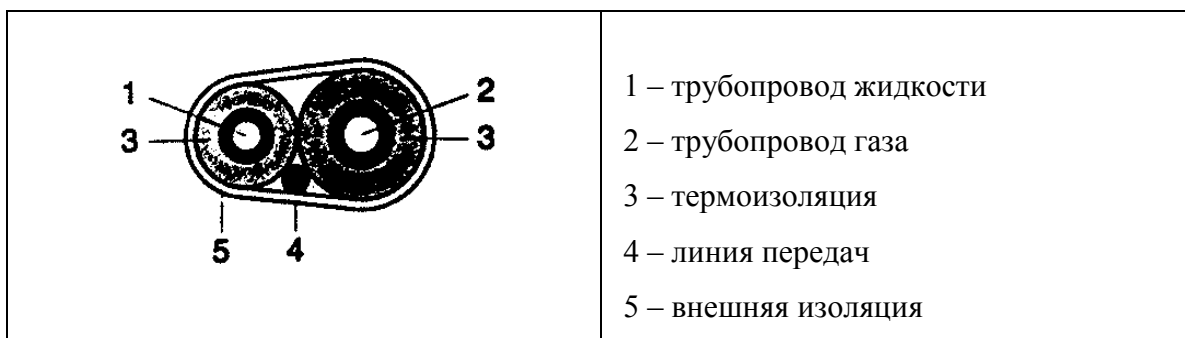 1
3
2
3
5
4
1 – трубопровод жидкости
2 – трубопровод газа
3 – термоизоляция
4 – линия передач
5 – внешняя изоляция